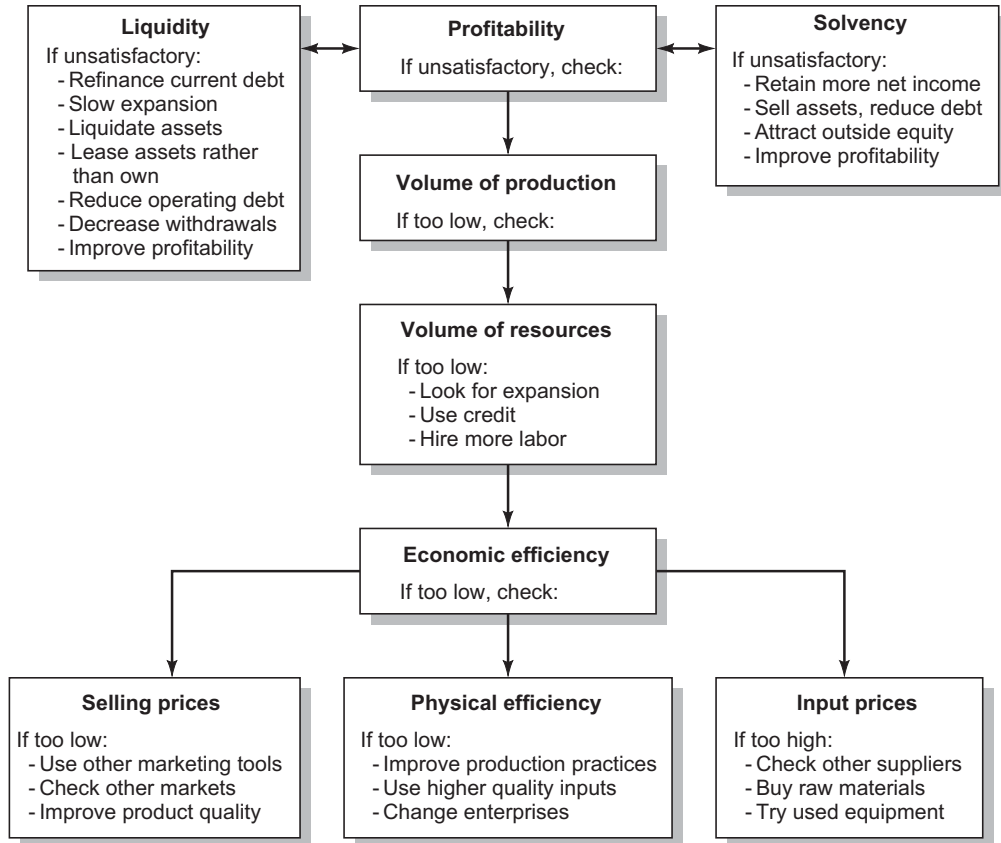 Liquidity
If unsatisfactory:
- Refinance current debt
- Slow expansion
- Liquidate assets
- Lease assets rather
than own
- Reduce operating debt
- Decrease withdrawals
- Improve profitability
Profitability
If unsatisfactory, check:
Solvency
If unsatisfactory:
- Retain more net income
- Sell assets, reduce debt
- Attract outside equity
- Improve profitability
Volume of production
If too low, check:
Volume of resources
If too low:
- Look for expansion
- Use credit
- Hire more labor
Economic efficiency
If too low, check:
Selling prices
If too low:
- Use other marketing tools
- Check other markets
- Improve product quality
Physical efficiency
If too low:
- Improve production practices
- Use higher quality inputs
- Change enterprises
Input prices
If too high:
- Check other suppliers
- Buy raw materials
- Try used equipment